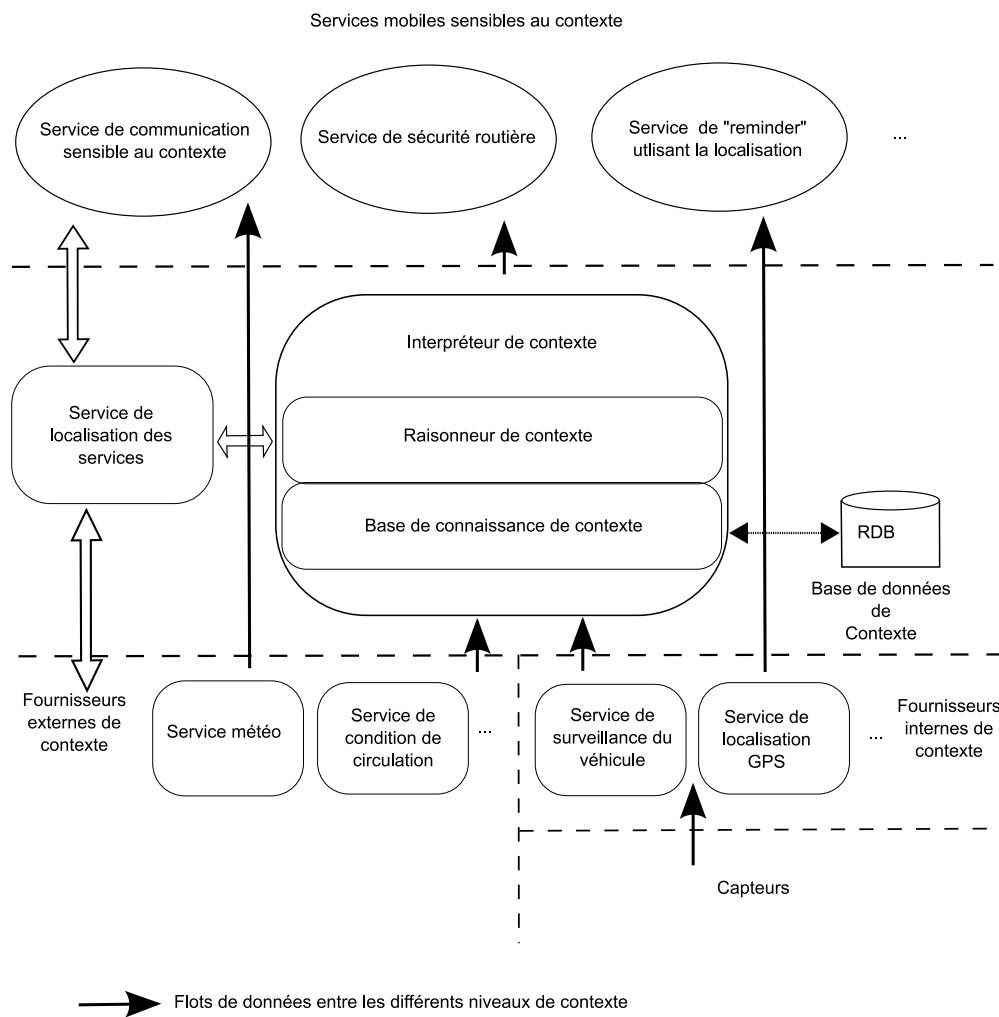 Services mobiles sensibles au contexte
Service de communication
sensible au contexte
Service de sécurité routière
Service de "reminder"
utlisant la localisation
...
Interpréteur de contexte
Service de
localisation des
services
Raisonneur de contexte
Base de connaissance de contexte
RDB
Base de données
de
Contexte
Fournisseurs
externes de
contexte
Service météo
Service de
condition de
circulation
...
Service de
surveillance du
véhicule
Service de
localisation
GPS
...
Fournisseurs
internes de
contexte
Capteurs
Flots de données entre les différents niveaux de contexte